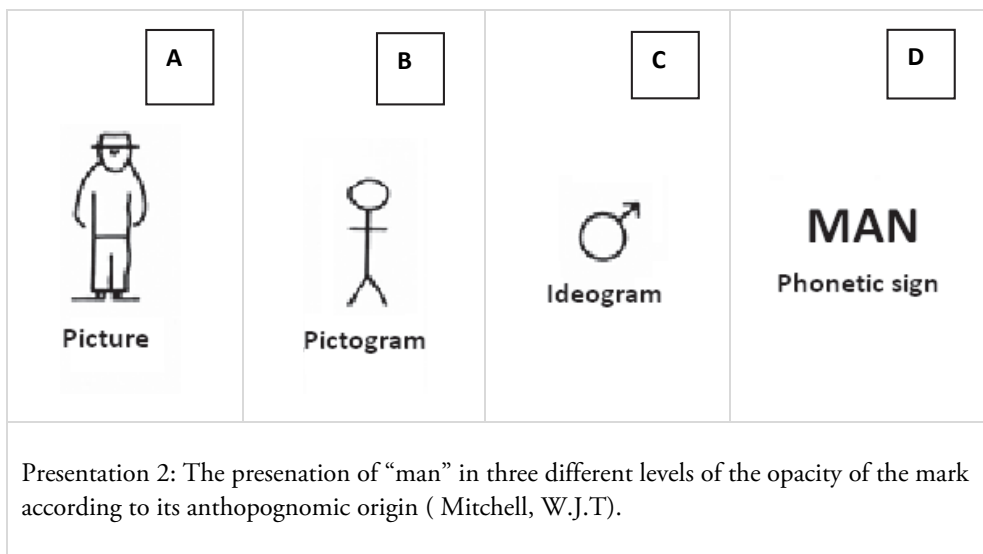 A
B
C
D
Picture
Pictogram
Ideogram
MAN
Phonetic sign
Presentation 2: The presenation of “man” in three different levels of the opacity of the mark
according to its anthopognomic origin ( Mitchell, W.J.T).